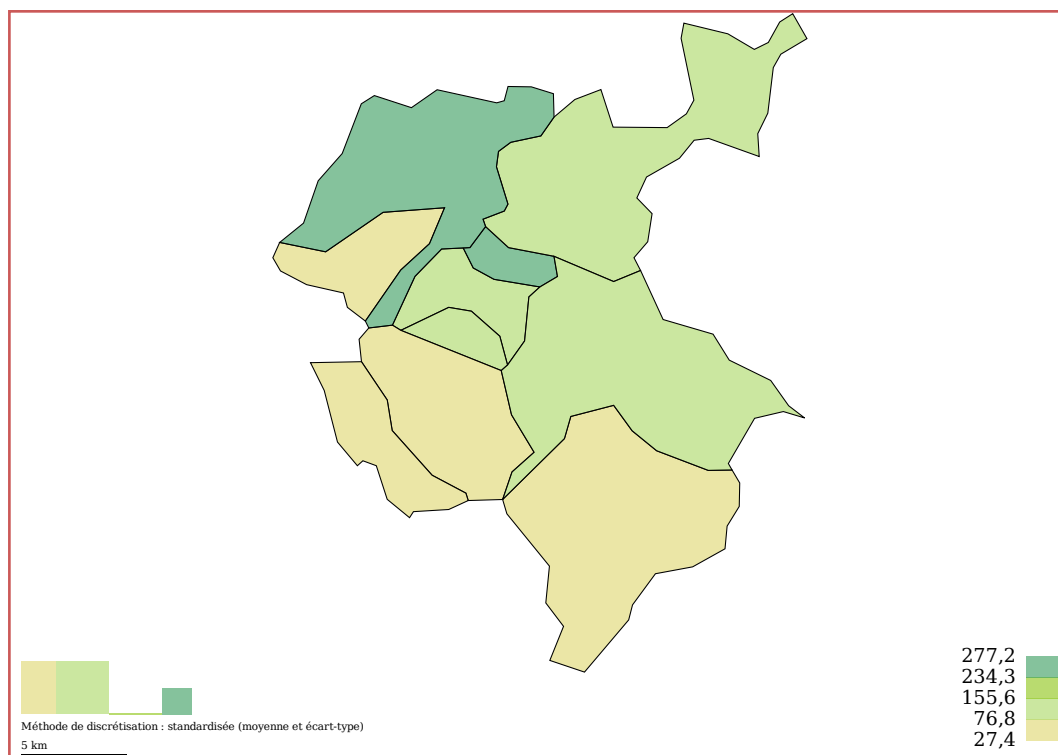 277,2
234,3
155,6
76,8
27,4
Méthode de discrétisation : standardisée (moyenne et écart-type)
5 km